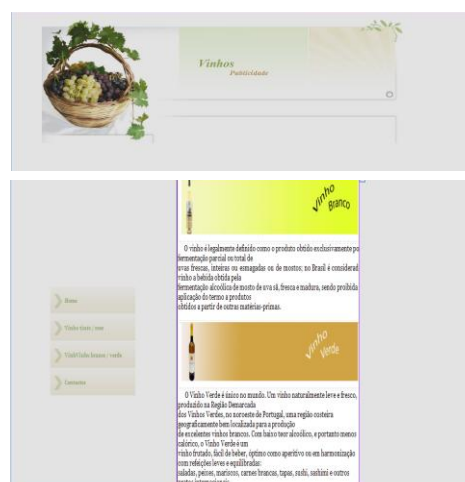 Vinhos
Publicidade
Vinho
Branco
O vinho é legalmente definido como o produto obtido exclusivamente po
fermentação parcial ou total de
uvas frescas, inteiras ou esmagadas ou de mostos; no Brasil é considerad
vinho a bebida obtida pela
fermentação alcoólica de mosto de uva sã, fresca e madura, sendo proibida
aplicação do termo a produtos
obtidos a partir de outras matérias-primas.
Home
Vinho tinto / rose
Vinho branco / verde
Contactos
Vinho
Verde
O Vinho Verde é único no mundo. Um vinho naturalmente leve e fresco,
produzido na Região Demarcada
dos Vinhos Verdes, no noroeste de Portugal, uma região costeira
geograficamente bem localizada para a produção
de excelentes vinhos brancos. Com baixo teor alcoólico, e portanto menos
calórico, o Vinho Verde é um
vinho frutado, fácil de beber, óptimo como aperitivo ou em harmonização
com refeições leves e equilibradas:
saladas, peixes, mariscos, carnes brancas, tapas, sushi, sashimi e outros